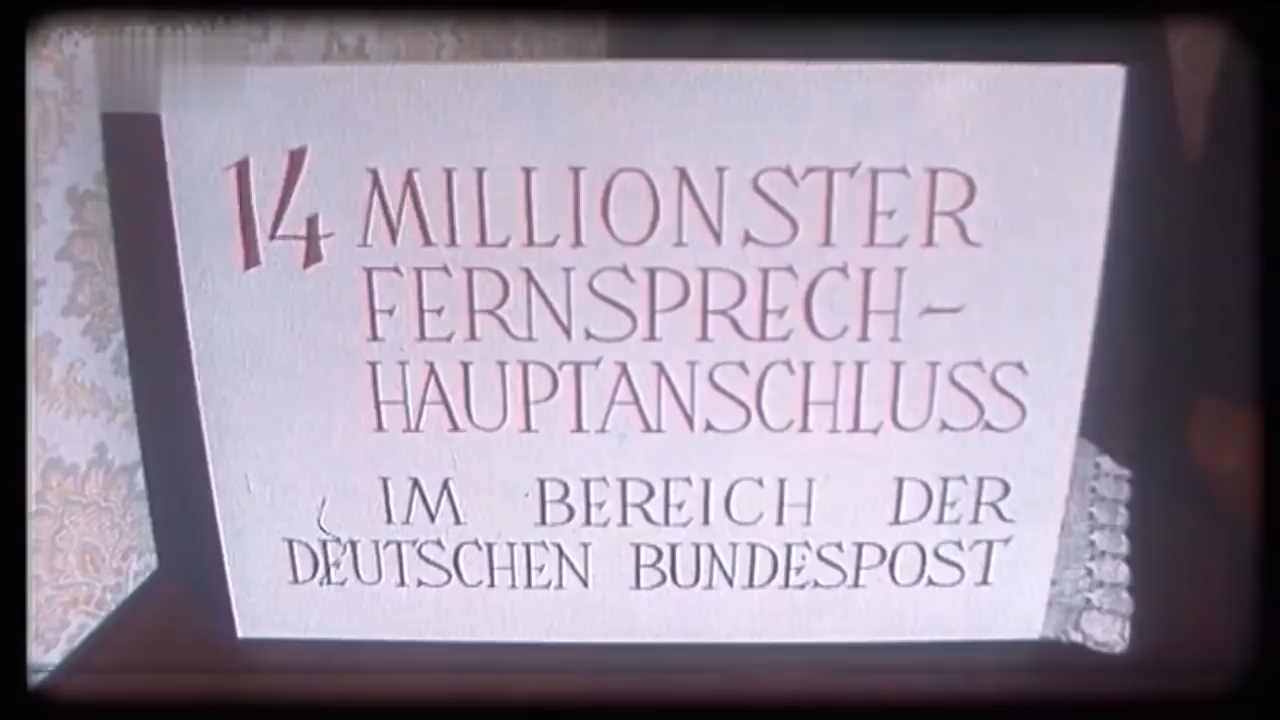 14 MILLIONSTER
FERNSPRECH-
HAUPTANSCHLUSS
IM BEREICH DER
DEUTSCHEN BUNDESPOST